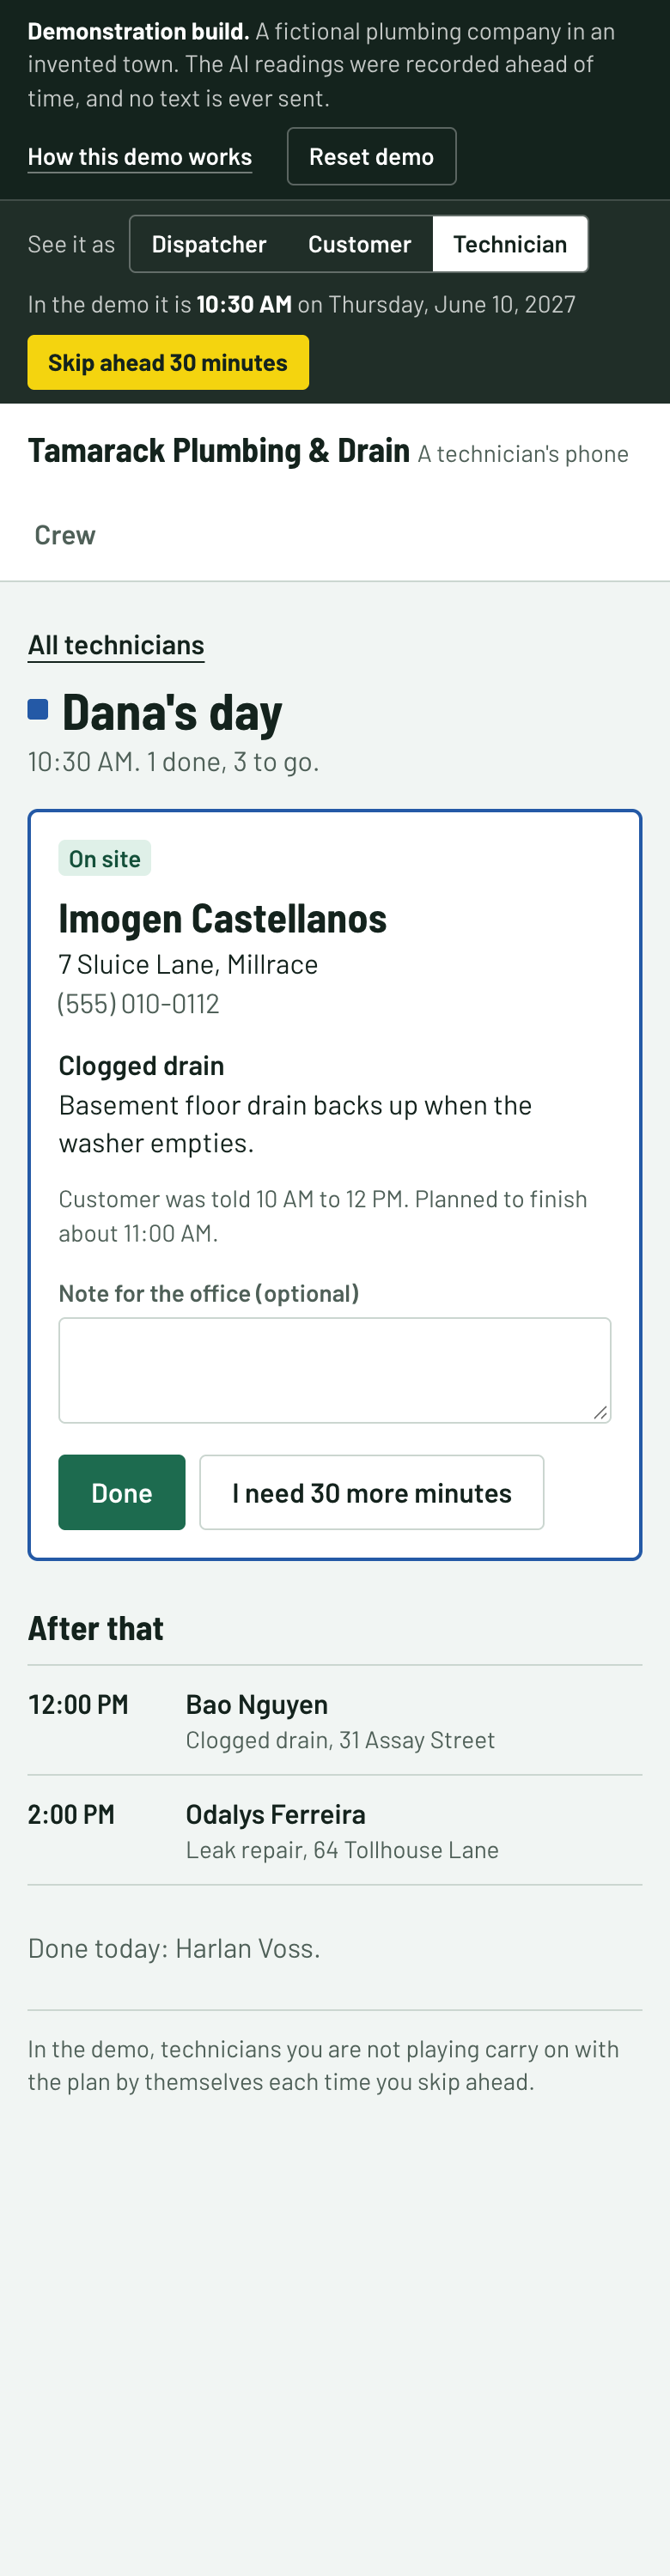 Demonstration build. A fictional plumbing company in an
invented town. The AI readings were recorded ahead of
time, and no text is ever sent.
How this demo works
Reset demo
See it as
Dispatcher
Customer
Technician
In the demo it is 10:30 AM on Thursday, June 10, 2027
Skip ahead 30 minutes
Tamarack Plumbing & Drain A technician's phone
Crew
All technicians
Dana's day
10:30 AM. 1 done, 3 to go.
On site
Imogen Castellanos
7 Sluice Lane, Millrace
(555) 010-0112
Clogged drain
Basement floor drain backs up when the
washer empties.
Customer was told 10 AM to 12 PM. Planned to finish
about 11:00 AM.
Note for the office (optional)
Done
I need 30 more minutes
After that
12:00 PM
Bao Nguyen
Clogged drain, 31 Assay Street
2:00 PM
Odalys Ferreira
Leak repair, 64 Tollhouse Lane
Done today: Harlan Voss.
In the demo, technicians you are not playing carry on with
the plan by themselves each time you skip ahead.